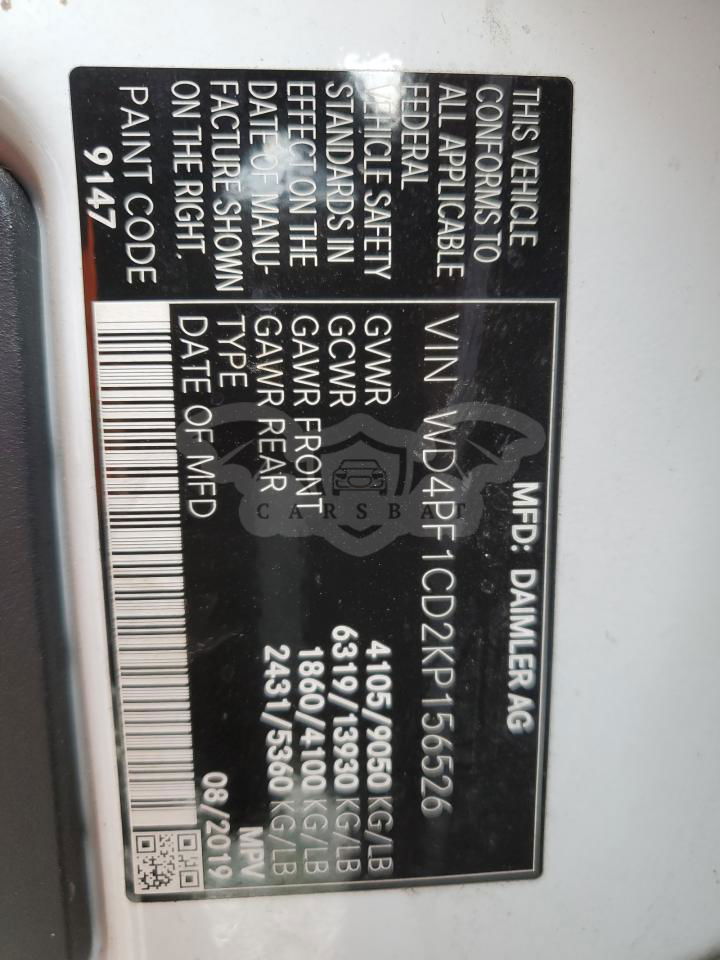 MFD: DAIMLER AG
VIN WD4PF1CD2KP156526
THIS VEHICLE
CONFORMS TO
ALL APPLICABLE
FEDERAL
VEHICLE SAFETY
STANDARDS IN
EFFECT ON THE
DATE OF MANU-
FACTURE SHOWN
ON THE RIGHT.
PAINT CODE
9147
GVWR 4105/9050 KG/LB
GCWR 6319/13930 KG/LB
GAWR FRONT 1860/4100 KG/LB
GAWR REAR 2431/5360 KG/LB
TYPE MPV
DATE OF MFD 08/2019
CARSBAT